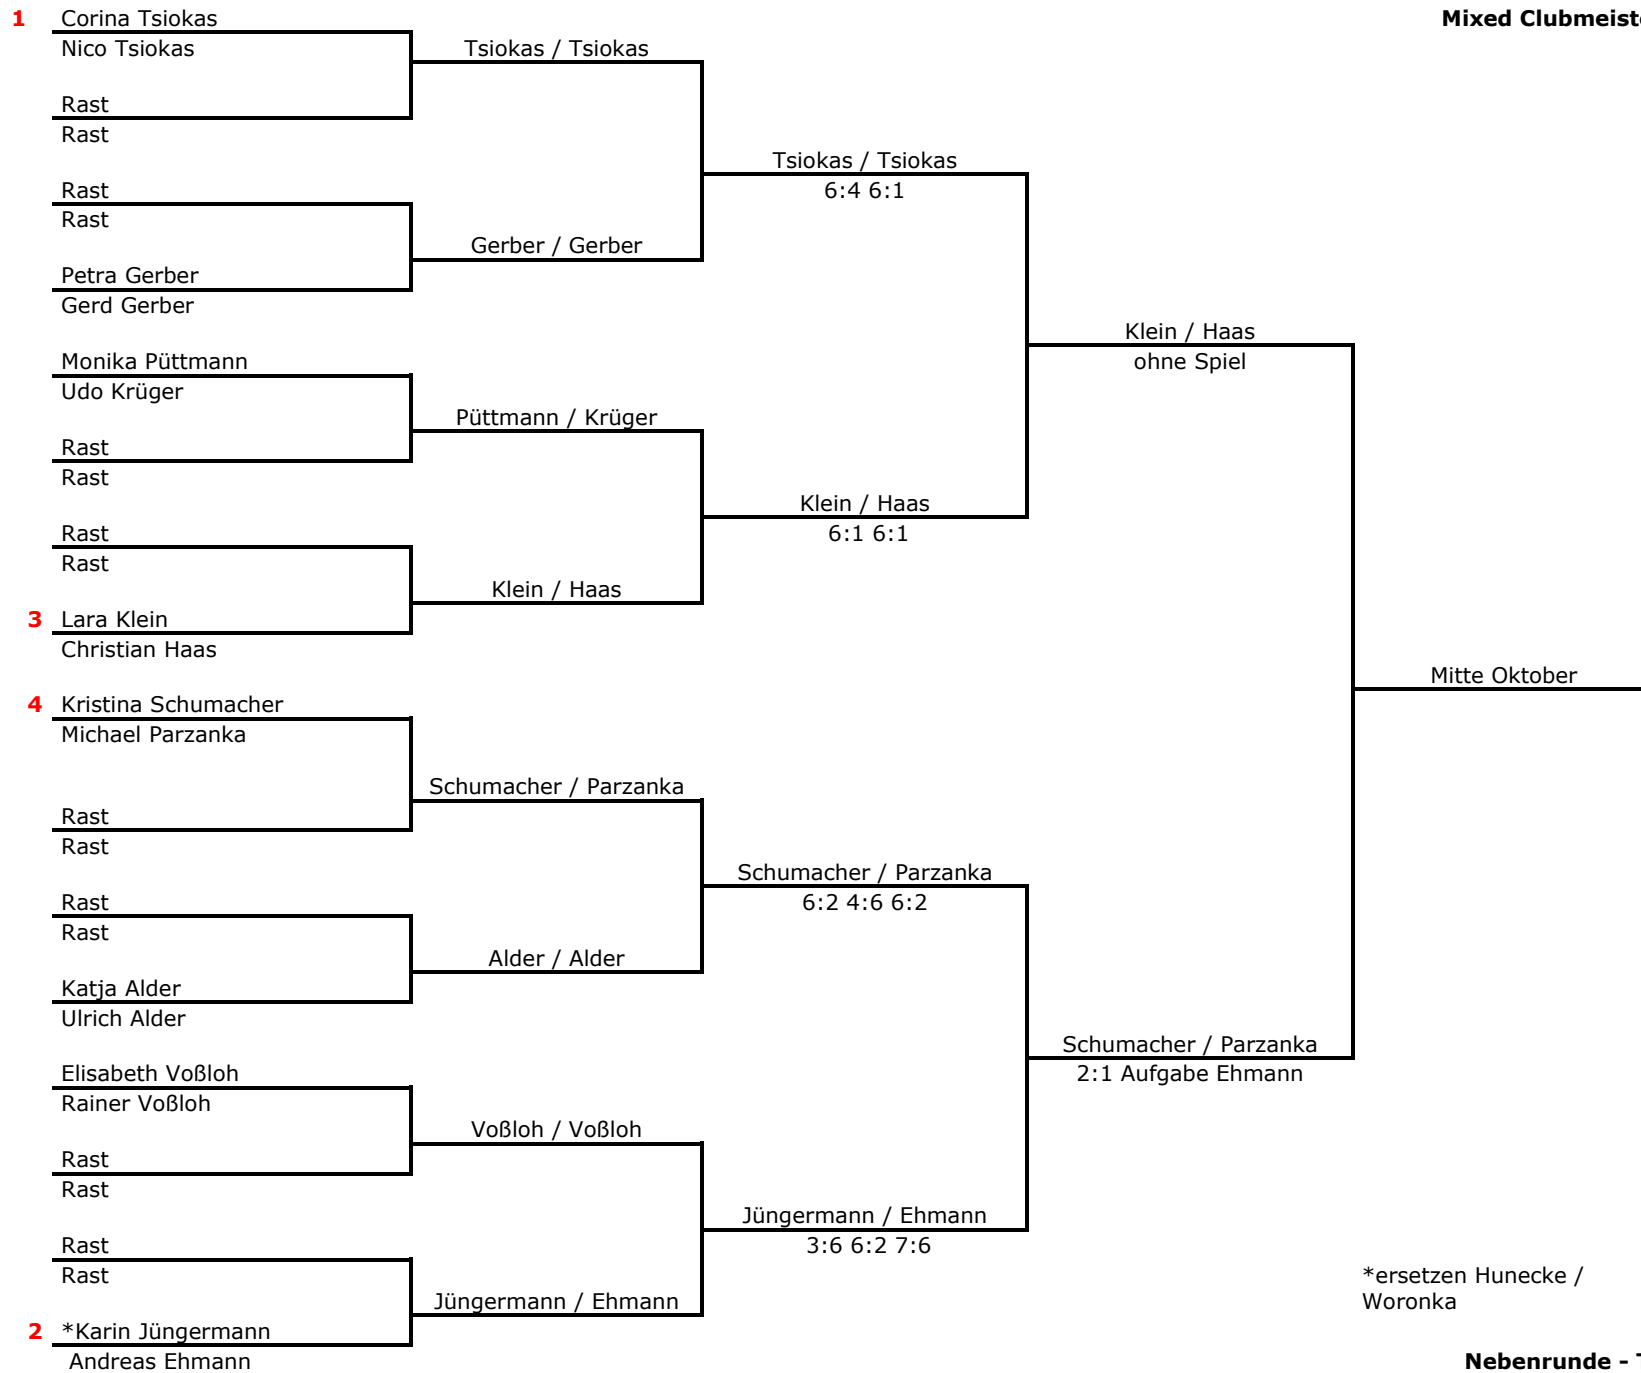 1 Corina Tsiokas
Mixed Clubmeiste
Nico Tsiokas
Tsiokas / Tsiokas
Rast
Rast
Tsiokas / Tsiokas
6:4 6:1
Rast
Rast
Gerber / Gerber
Petra Gerber
Gerd Gerber
Klein / Haas
ohne Spiel
Monika Püttmann
Udo Krüger
Püttmann / Krüger
Rast
Rast
Klein / Haas
6:1 6:1
Rast
Rast
Klein / Haas
3 Lara Klein
Christian Haas
Mitte Oktober
4 Kristina Schumacher
Michael Parzanka
Schumacher / Parzanka
Rast
Rast
Schumacher / Parzanka
6:2 4:6 6:2
Rast
Rast
Alder / Alder
Katja Alder
Ulrich Alder
Schumacher / Parzanka
2:1 Aufgabe Ehmann
Elisabeth Voßloh
Rainer Voßloh
Voßloh / Voßloh
Rast
Rast
Jüngermann / Ehmann
3:6 6:2 7:6
Rast
Rast
*ersetzen Hunecke /
Woronka
Jüngermann / Ehmann
2 *Karin Jüngermann
Andreas Ehmann
Nebenrunde -